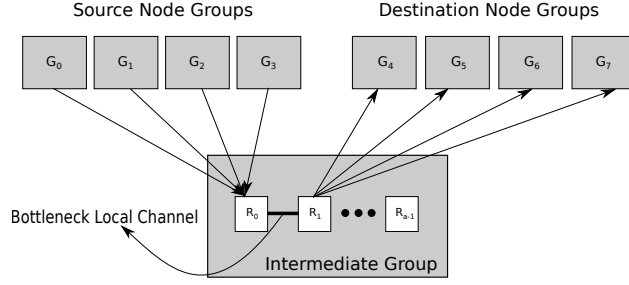 Source Node Groups
Destination Node Groups
G0
G1
G2
G3
G4
G5
G6
G7
Bottleneck Local Channel
R0
R1
Ra-1
Intermediate Group